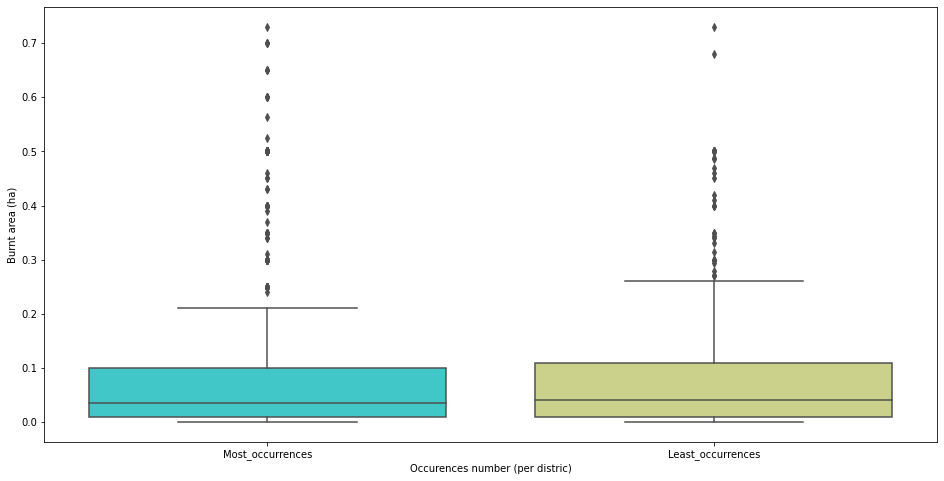 0.7
0.6
0.5
0.4
0.3
0.2
0.1
0.0
Burnt area (ha)
Most_occurrences
Least_occurrences
Occurences number (per distric)